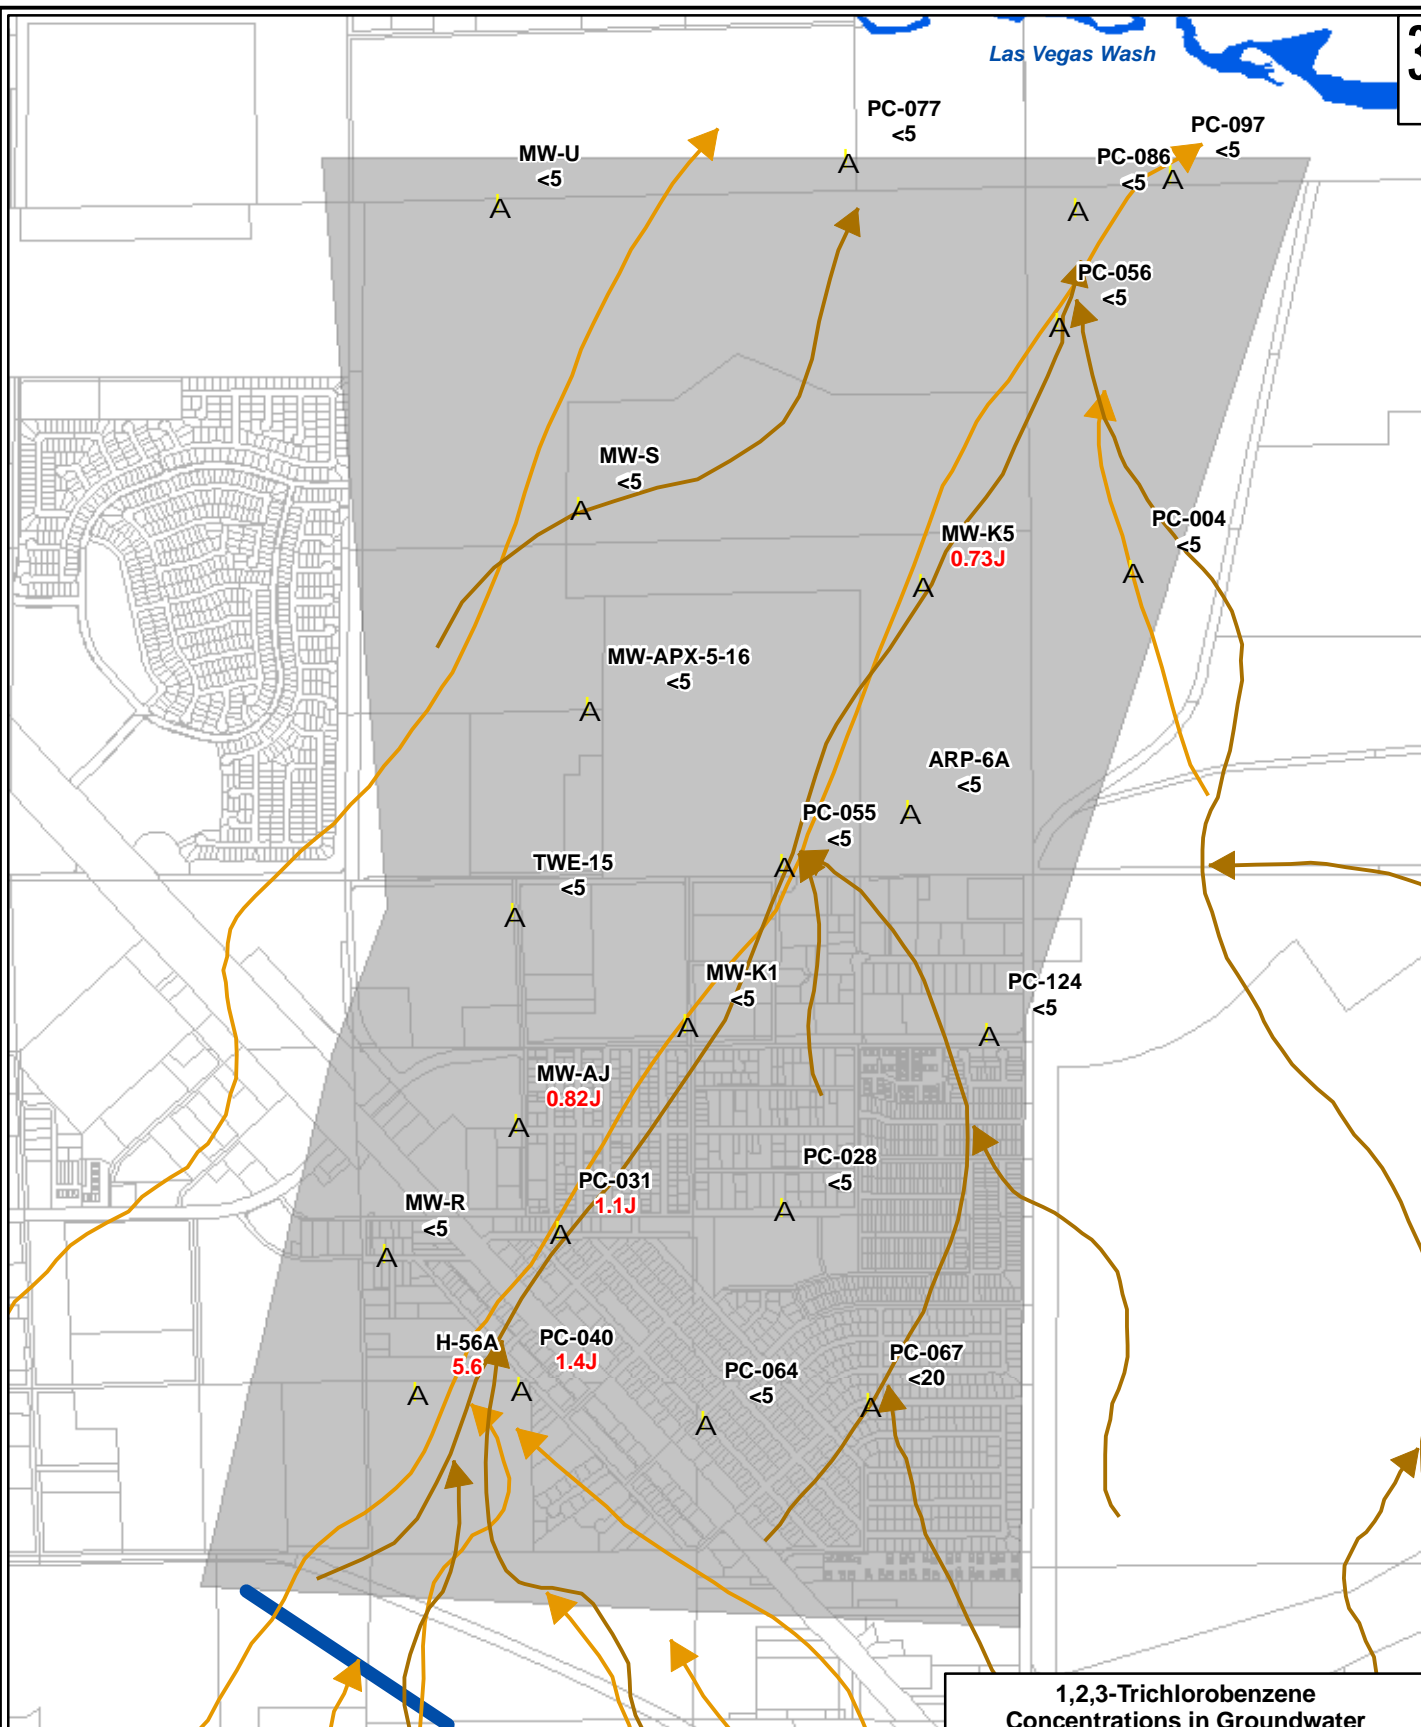 3
Las Vegas Wash
PC-077
<5
PC-097
<5
MW-U
<5
PC-086
<5
A
A
A
A
PC-056
<5
A
MW-S
<5
A
PC-004
<5
MW-K5
0.73J
A
A
MW-APX-5-16
<5
A
ARP-6A
<5
A
PC-055
<5
A
TWE-15
<5
A
MW-K1
<5
A
PC-124
<5
A
MW-AJ
0.82J
A
PC-028
<5
A
PC-031
1.1J
A
MW-R
<5
A
H-56A
5.6
A
PC-040
1.4J
A
PC-064
<5
A
PC-067
<20
A
1,2,3-Trichlorobenzene
Concentrations in Groundwater